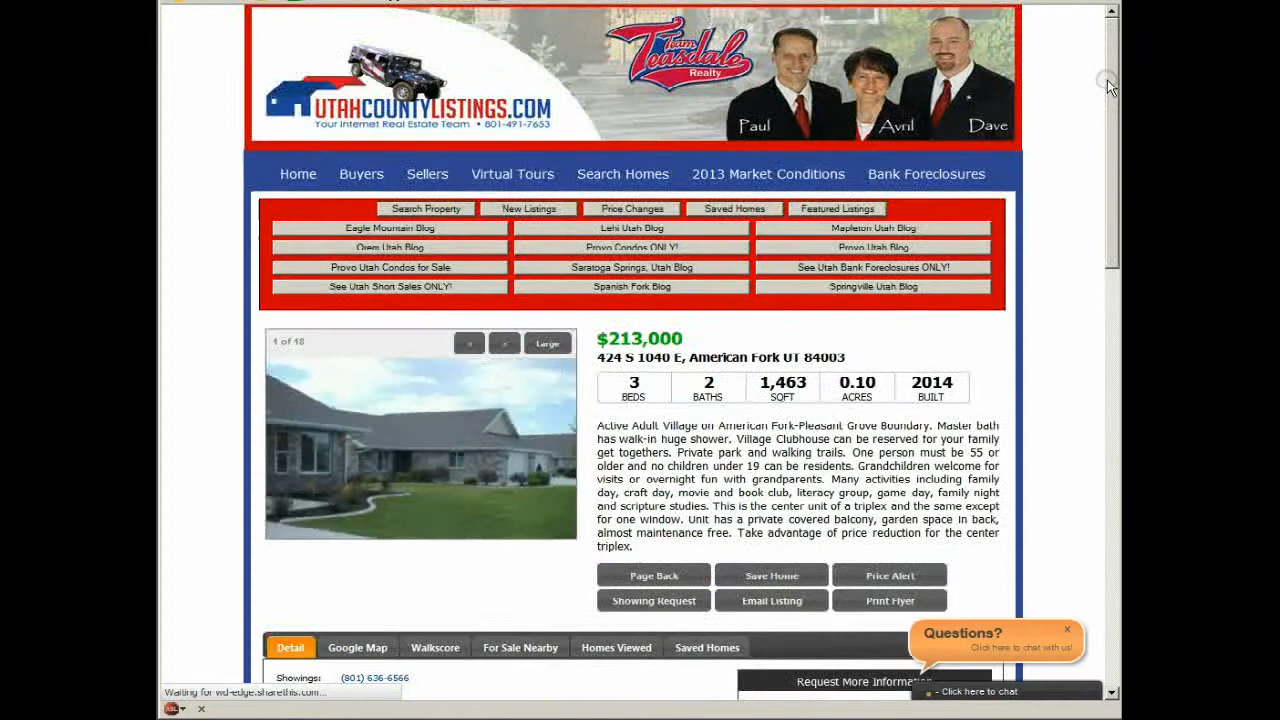 Team
Teasdale
Realty
UTAHCOUNTYLISTINGS.COM
Your Internet Real Estate Team • 801-491-7653
Paul Avril Dave
Home Buyers Sellers Virtual Tours Search Homes 2013 Market Conditions Bank Foreclosures
Search Property New Listings Price Changes Saved Homes Featured Listings
Eagle Mountain Blog Lehi Utah Blog Mapleton Utah Blog
Orem Utah Blog Provo Condos ONLY! Provo Utah Blog
Provo Utah Condos for Sale Saratoga Springs, Utah Blog See Utah Bank Foreclosures ONLY!
See Utah Short Sales ONLY! Spanish Fork Blog Springville Utah Blog
1 of 18 Large
$213,000
424 S 1040 E, American Fork UT 84003
3 2 1,463 0.10 2014
BEDS BATHS SQFT ACRES BUILT
Active Adult Village on American Fork-Pleasant Grove Boundary. Master bath
has walk-in huge shower. Village Clubhouse can be reserved for your family
get togethers. Private park and walking trails. One person must be 55 or
older and no children under 19 can be residents. Grandchildren welcome for
visits or overnight fun with grandparents. Many activities including family
day, craft day, movie and book club, literacy group, game day, family night
and scripture studies. This is the center unit of a triplex and the same except
for one window. Unit has a private covered balcony, garden space in back,
almost maintenance free. Take advantage of price reduction for the center
triplex.
Page Back Save Home Price Alert
Showing Request Email Listing Print Flyer
Detail Google Map Walkscore For Sale Nearby Homes Viewed Saved Homes
Questions? x
Click here to chat with us!
Showings: (801) 636-6566
Request More Information
- Click here to chat
Waiting for wd-edge.sharethis.com...
ABL x